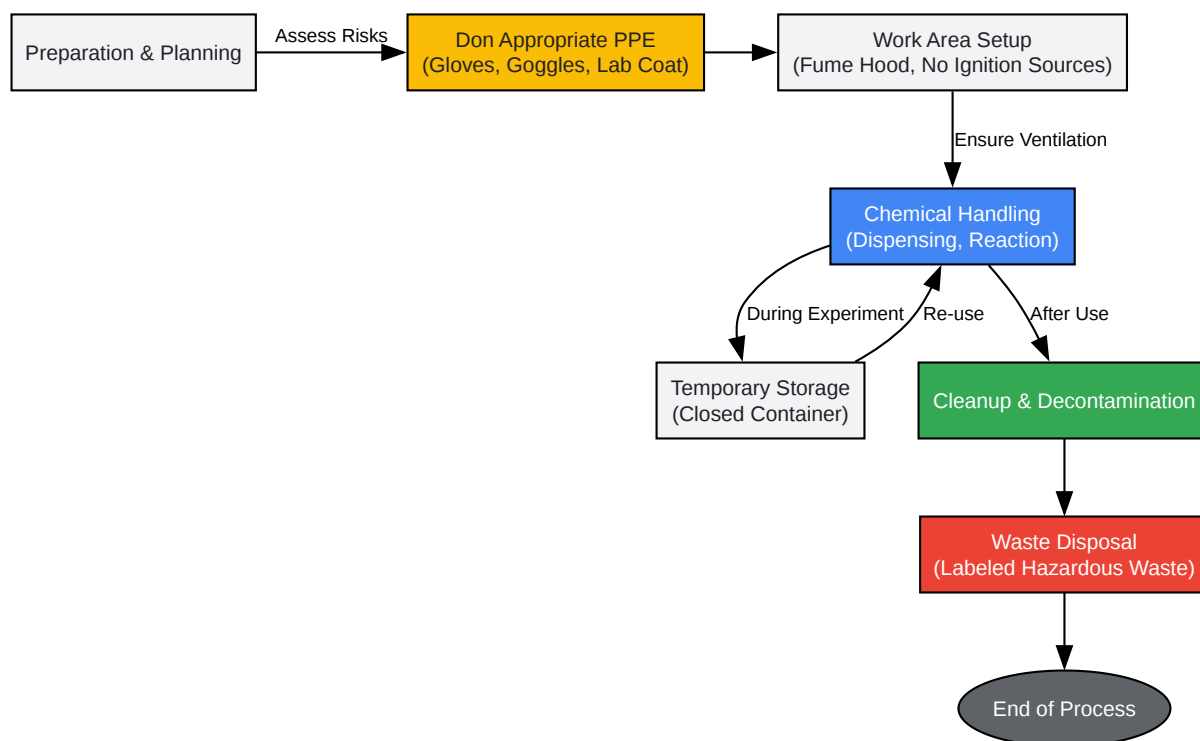 Preparation & Planning
Assess Risks
Don Appropriate PPE
(Gloves, Goggles, Lab Coat)
Work Area Setup
(Fume Hood, No Ignition Sources)
Ensure Ventilation
Chemical Handling
(Dispensing, Reaction)
During Experiment
Re-use
After Use
Temporary Storage
(Closed Container)
Cleanup & Decontamination
Waste Disposal
(Labeled Hazardous Waste)
End of Process